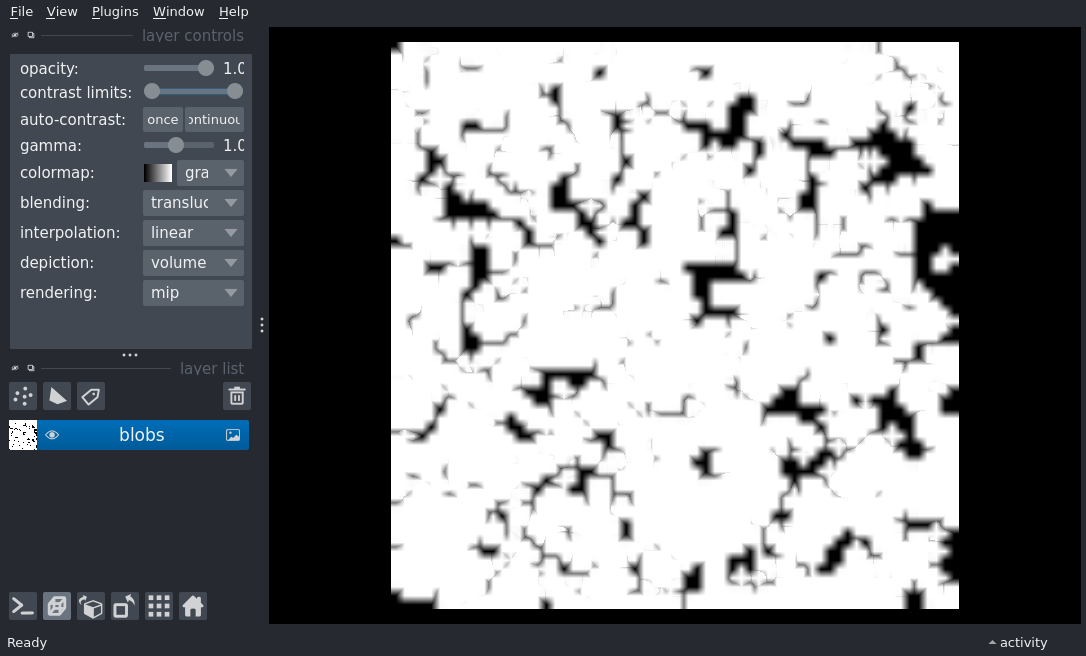 File View Plugins Window Help
layer controls
opacity: 1.0
contrast limits:
auto-contrast: once ontinuou
gamma: 1.0
colormap: gra
blending: transluc
interpolation: linear
depiction: volume
rendering: mip
layer list
blobs
Ready activity